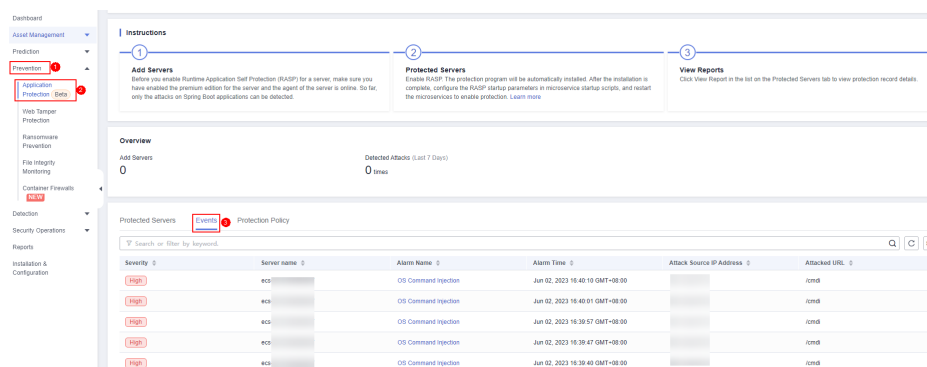 Dashboard
Asset Management
Prediction
Prevention 1
Application
Protection Beta 2
Web Tamper
Protection
Ransomware
Prevention
File Integrity
Monitoring
Container Firewalls
NEW
Detection
Security Operations
Reports
Installation &
Configuration
Instructions
1
Add Servers
Before you enable Runtime Application Self Protection (RASP) for a server, make sure you
have enabled the premium edition for the server and the agent of the server is online. So far,
only the attacks on Spring Boot applications can be detected.
2
Protected Servers
Enable RASP. The protection program will be automatically installed. After the installation is
complete, configure the RASP startup parameters in microservice startup scripts, and restart
the microservices to enable protection. Learn more
3
View Reports
Click View Report in the list on the Protected Servers tab to view protection record details.
Overview
Add Servers
0
Detected Attacks (Last 7 Days)
0 times
Protected Servers Events 3 Protection Policy
Search or filter by keyword.
Severity Server name Alarm Name Alarm Time Attack Source IP Address Attacked URL
High ecs- OS Command Injection Jun 02, 2023 16:40:10 GMT+08:00 /cmdi
High ecs- OS Command Injection Jun 02, 2023 16:40:01 GMT+08:00 /cmdi
High ecs- OS Command Injection Jun 02, 2023 16:39:57 GMT+08:00 /cmdi
High ecs- OS Command Injection Jun 02, 2023 16:39:47 GMT+08:00 /cmdi
High ecs- OS Command Injection Jun 02, 2023 16:39:40 GMT+08:00 /cmdi